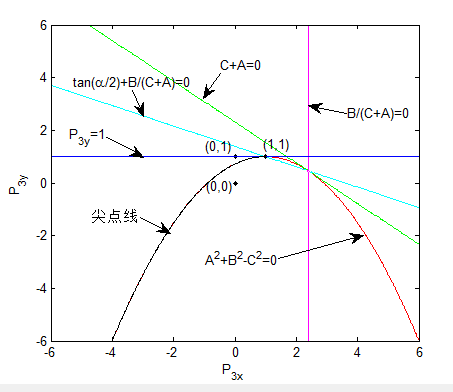 6
C+A=0
tan(α/2)+B/(C+A)=0
4
B/(C+A)=0
2
P3y=1
(0,1)
(1,1)
P3y
0
(0,0)
尖点线
-2
A²+B²-C²=0
-4
-6
-6 -4 -2 0 2 4 6
P3x